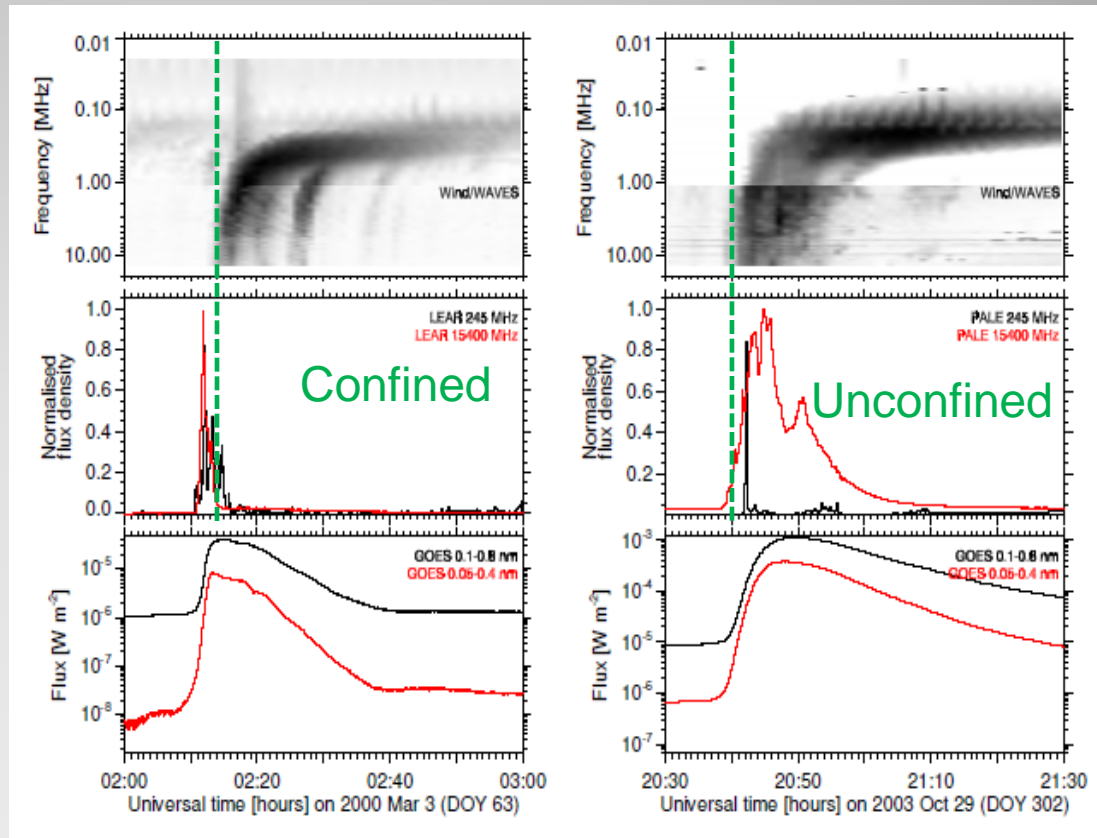 0.01
0.10
1.00
10.00
Frequency [MHz]
Wind/WAVES
1.0
0.8
0.6
0.4
0.2
0.0
Normalised
flux density
LEAR 245 MHz
LEAR 15400 MHz
Confined
10⁻⁵
10⁻⁶
10⁻⁷
10⁻⁸
Flux [W m⁻²]
GOES 0.1-0.8 nm
GOES 0.05-0.4 nm
02:00
02:20
02:40
03:00
Universal time [hours] on 2000 Mar 3 (DOY 63)
0.01
0.10
1.00
10.00
Frequency [MHz]
Wind/WAVES
1.0
0.8
0.6
0.4
0.2
Normalised
flux density
PALE 245 MHz
PALE 15400 MHz
Unconfined
10⁻³
10⁻⁴
10⁻⁵
10⁻⁶
10⁻⁷
Flux [W m⁻²]
GOES 0.1-0.8 nm
GOES 0.05-0.4 nm
20:30
20:50
21:10
21:30
Universal time [hours] on 2003 Oct 29 (DOY 302)